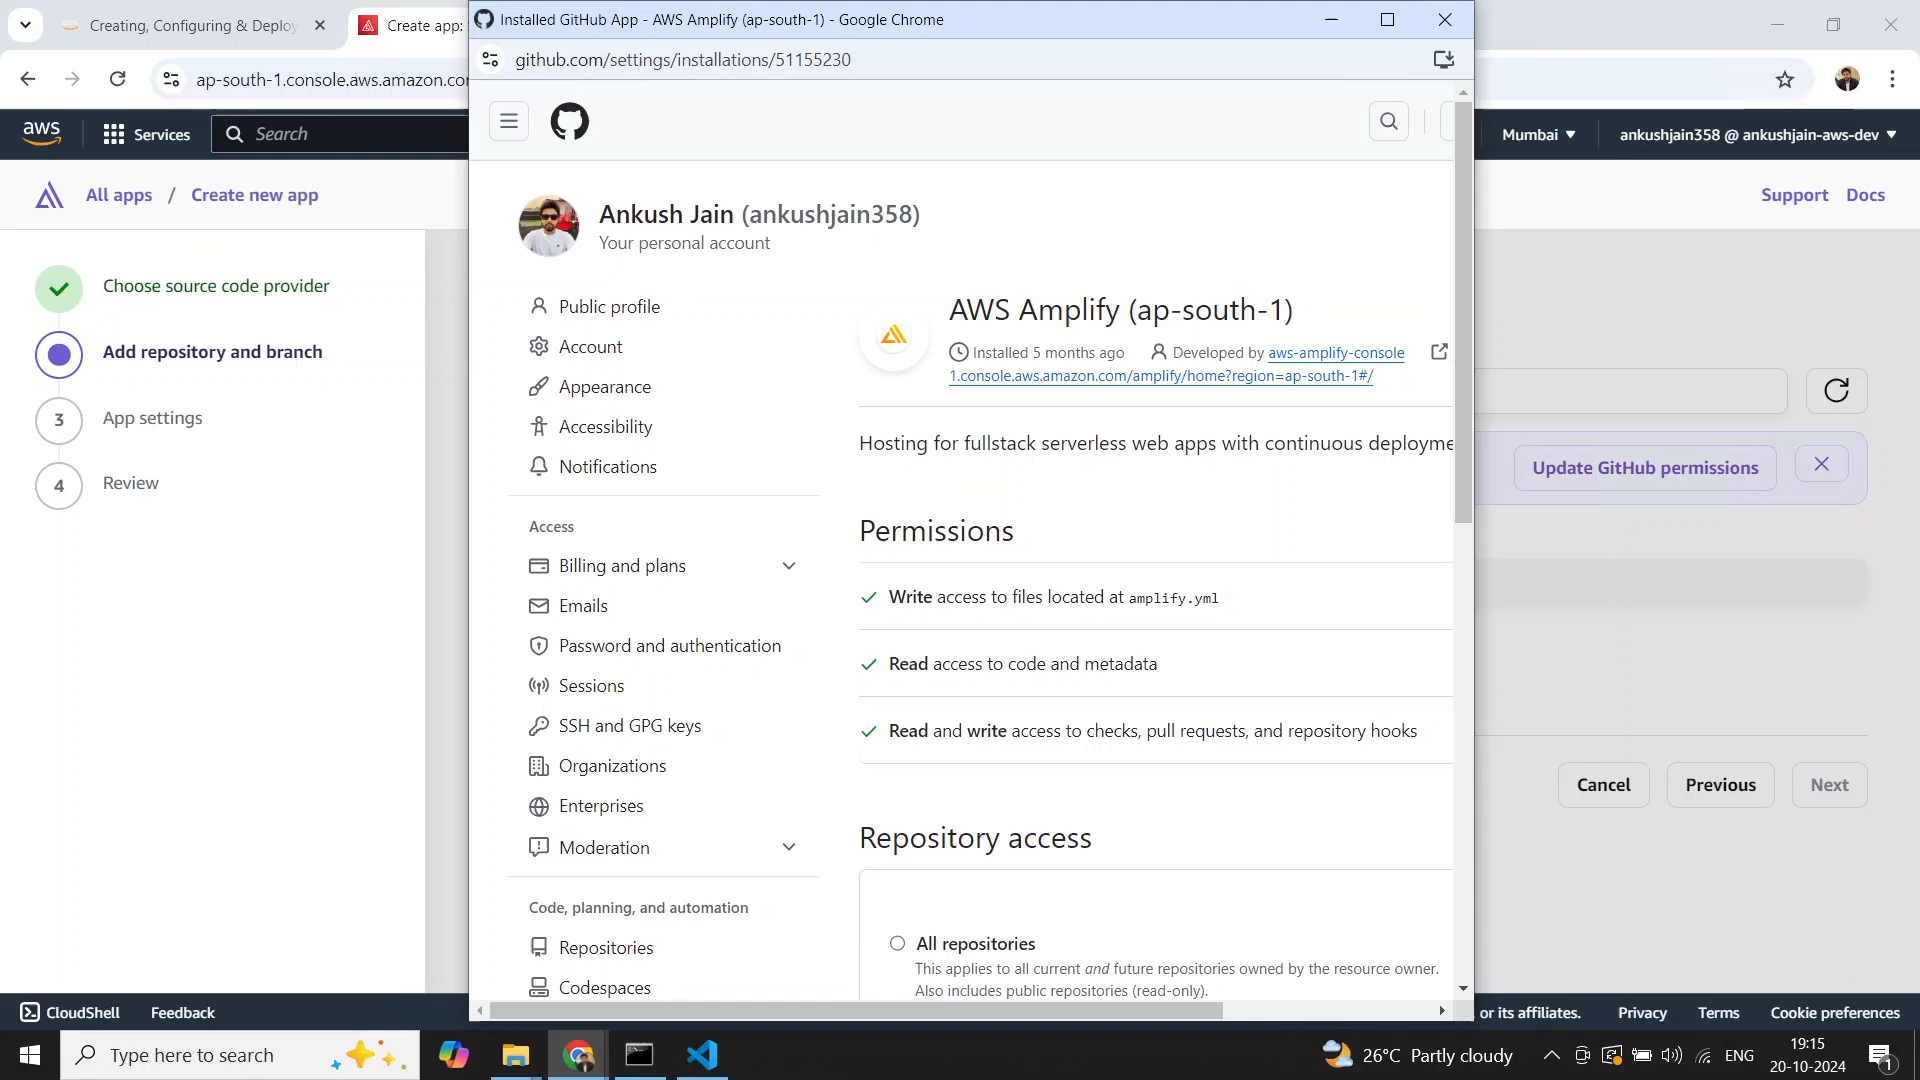 Creating, Configuring & Deploy
Create app:
Installed GitHub App - AWS Amplify (ap-south-1) - Google Chrome
ap-south-1.console.aws.amazon.co
github.com/settings/installations/51155230
aws
Services
Search
Mumbai
ankushjain358 @ ankushjain-aws-dev
All apps / Create new app
Support
Docs
Choose source code provider
Add repository and branch
3
App settings
4
Review
Ankush Jain (ankushjain358)
Your personal account
Public profile
Account
Appearance
Accessibility
Notifications
Access
Billing and plans
Emails
Password and authentication
Sessions
SSH and GPG keys
Organizations
Enterprises
Moderation
Code, planning, and automation
Repositories
Codespaces
AWS Amplify (ap-south-1)
Installed 5 months ago
Developed by aws-amplify-console
1.console.aws.amazon.com/amplify/home?region=ap-south-1#/
Hosting for fullstack serverless web apps with continuous deployme
Permissions
Write access to files located at amplify.yml
Read access to code and metadata
Read and write access to checks, pull requests, and repository hooks
Repository access
All repositories
This applies to all current and future repositories owned by the resource owner.
Also includes public repositories (read-only).
Update GitHub permissions
Cancel
Previous
Next
CloudShell
Feedback
or its affiliates.
Privacy
Terms
Cookie preferences
Type here to search
26°C Partly cloudy
ENG
19:15
20-10-2024
1